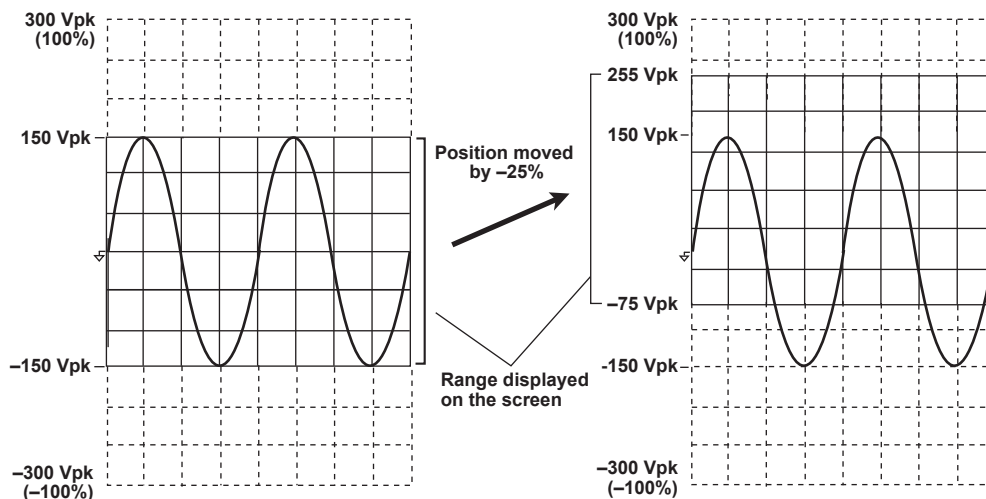 300 Vpk
(100%)
150 Vpk
–150 Vpk
–300 Vpk
(–100%)
Position moved
by –25%
Range displayed
on the screen
300 Vpk
(100%)
255 Vpk
150 Vpk
–75 Vpk
-150 Vpk
–300 Vpk
(–100%)